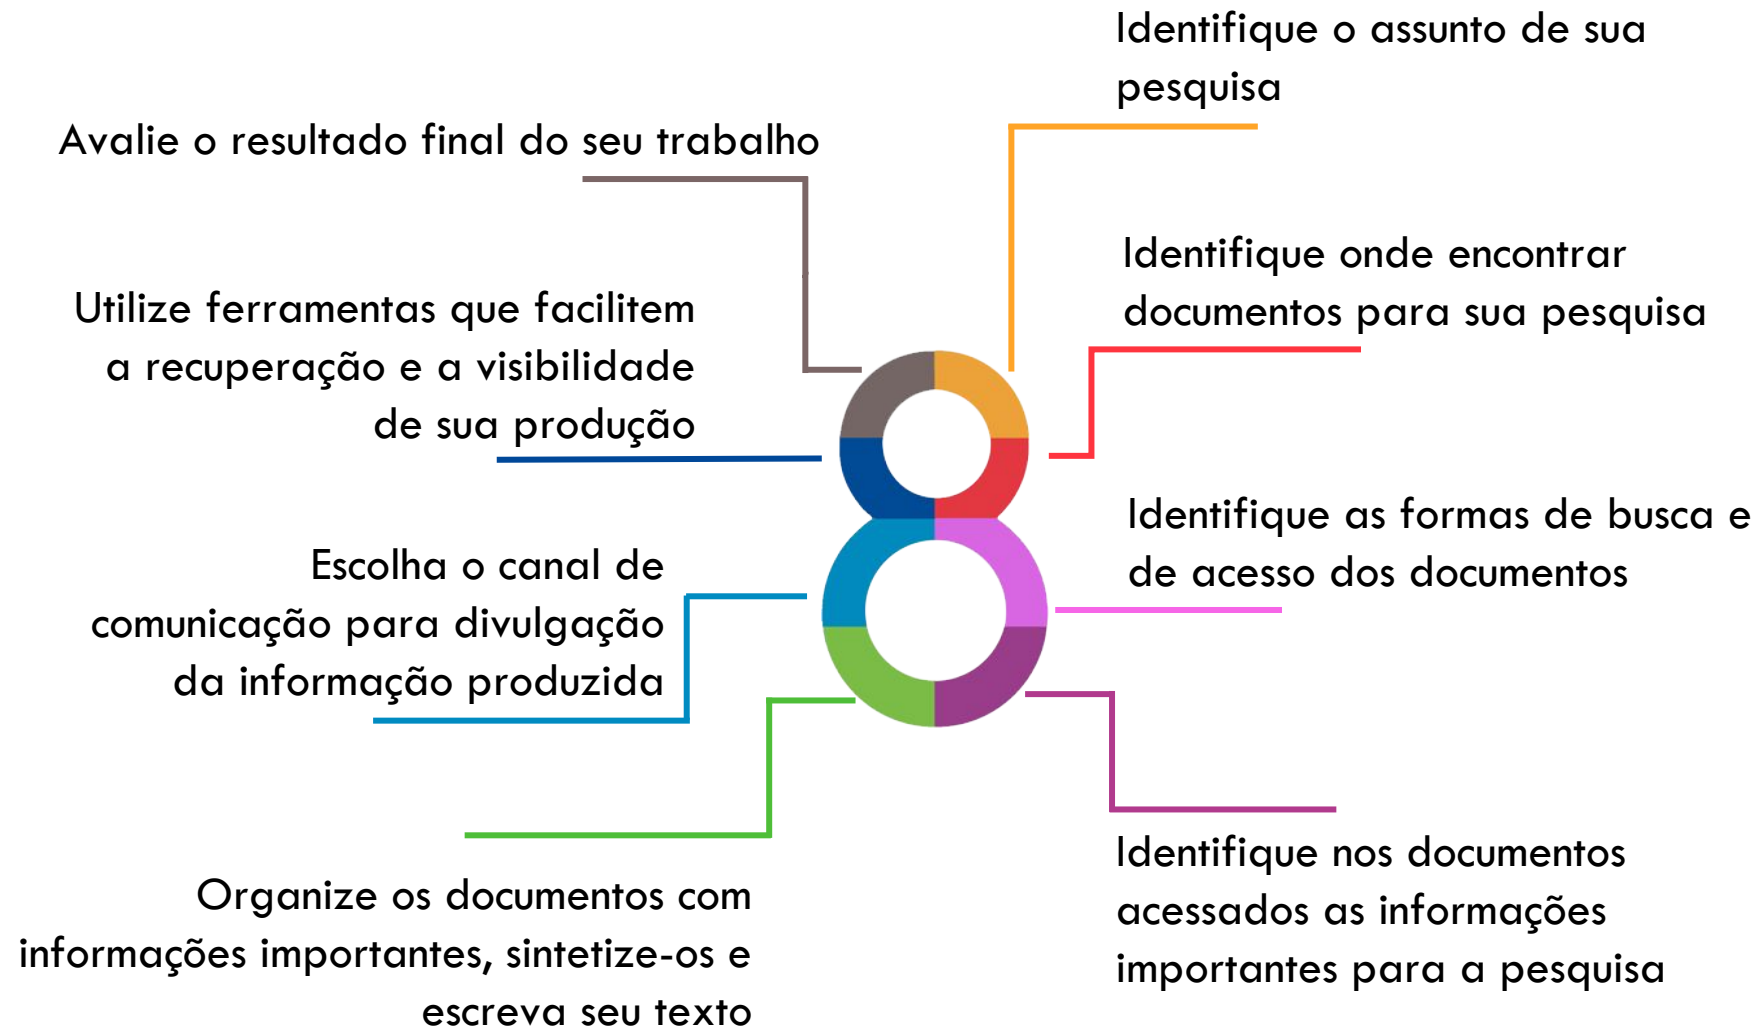 Identifique o assunto de sua
pesquisa
Identifique onde encontrar
documentos para sua pesquisa
Identifique as formas de busca e
de acesso dos documentos
Identifique nos documentos
acessados as informações
importantes para a pesquisa
Organize os documentos com
informações importantes, sintetize-os e
escreva seu texto
Escolha o canal de
comunicação para divulgação
da informação produzida
Utilize ferramentas que facilitem
a recuperação e a visibilidade
de sua produção
Avalie o resultado final do seu trabalho